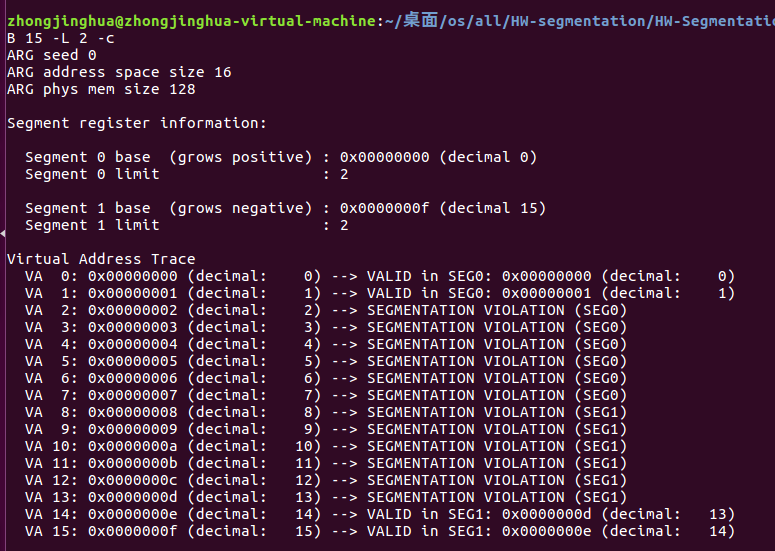 zhongjinghua@zhongjinghua-virtual-machine:~/桌面/os/all/HW-segmentation/HW-Segmentatio
B 15 -L 2 -c
ARG seed 0
ARG address space size 16
ARG phys mem size 128
Segment register information:
Segment 0 base  (grows positive) : 0x00000000 (decimal 0)
Segment 0 limit                  : 2
Segment 1 base  (grows negative) : 0x0000000f (decimal 15)
Segment 1 limit                  : 2
Virtual Address Trace
VA  0: 0x00000000 (decimal:    0) --> VALID in SEG0: 0x00000000 (decimal:    0)
VA  1: 0x00000001 (decimal:    1) --> VALID in SEG0: 0x00000001 (decimal:    1)
VA  2: 0x00000002 (decimal:    2) --> SEGMENTATION VIOLATION (SEG0)
VA  3: 0x00000003 (decimal:    3) --> SEGMENTATION VIOLATION (SEG0)
VA  4: 0x00000004 (decimal:    4) --> SEGMENTATION VIOLATION (SEG0)
VA  5: 0x00000005 (decimal:    5) --> SEGMENTATION VIOLATION (SEG0)
VA  6: 0x00000006 (decimal:    6) --> SEGMENTATION VIOLATION (SEG0)
VA  7: 0x00000007 (decimal:    7) --> SEGMENTATION VIOLATION (SEG0)
VA  8: 0x00000008 (decimal:    8) --> SEGMENTATION VIOLATION (SEG1)
VA  9: 0x00000009 (decimal:    9) --> SEGMENTATION VIOLATION (SEG1)
VA 10: 0x0000000a (decimal:   10) --> SEGMENTATION VIOLATION (SEG1)
VA 11: 0x0000000b (decimal:   11) --> SEGMENTATION VIOLATION (SEG1)
VA 12: 0x0000000c (decimal:   12) --> SEGMENTATION VIOLATION (SEG1)
VA 13: 0x0000000d (decimal:   13) --> SEGMENTATION VIOLATION (SEG1)
VA 14: 0x0000000e (decimal:   14) --> VALID in SEG1: 0x0000000d (decimal:   13)
VA 15: 0x0000000f (decimal:   15) --> VALID in SEG1: 0x0000000e (decimal:   14)